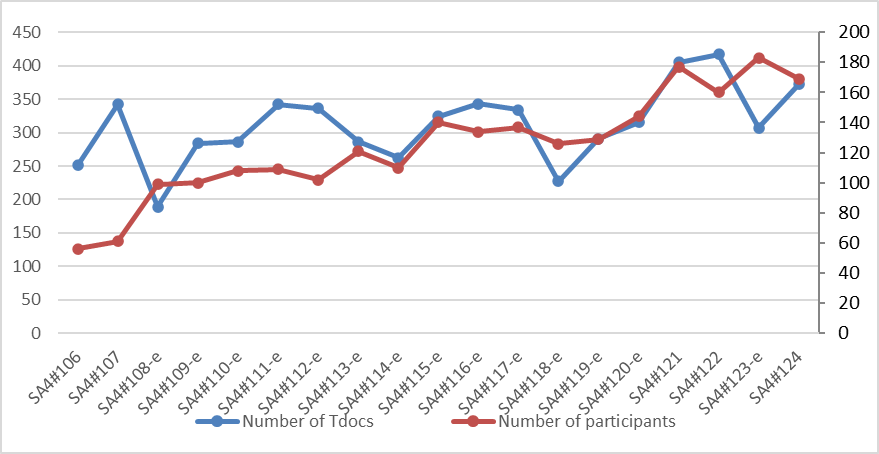 450
400
350
300
250
200
150
100
50
0
200
180
160
140
120
100
80
60
40
20
0
SA4#106
SA4#107
SA4#108-e
SA4#109-e
SA4#110-e
SA4#111-e
SA4#112-e
SA4#113-e
SA4#114-e
SA4#115-e
SA4#116-e
SA4#117-e
SA4#118-e
SA4#119-e
SA4#120-e
SA4#121
SA4#122
SA4#123-e
SA4#124
Number of Tdocs
Number of participants